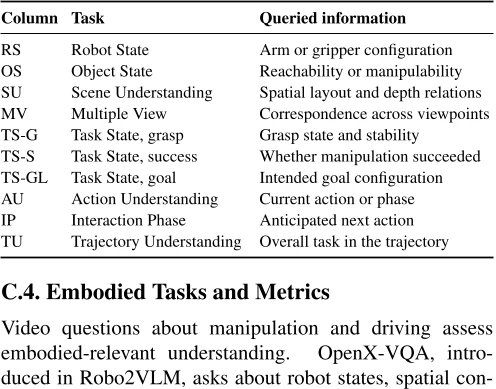 Column Task Queried information
RS Robot State Arm or gripper configuration
OS Object State Reachability or manipulability
SU Scene Understanding Spatial layout and depth relations
MV Multiple View Correspondence across viewpoints
TS-G Task State, grasp Grasp state and stability
TS-S Task State, success Whether manipulation succeeded
TS-GL Task State, goal Intended goal configuration
AU Action Understanding Current action or phase
IP Interaction Phase Anticipated next action
TU Trajectory Understanding Overall task in the trajectory
C.4. Embodied Tasks and Metrics
Video questions about manipulation and driving assess
embodied-relevant understanding. OpenX-VQA, intro-
duced in Robo2VLM, asks about robot states, spatial con-